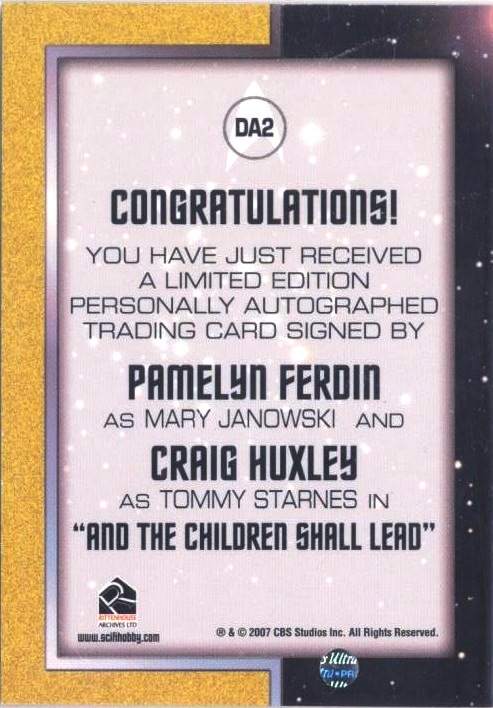 DA2
CONGRATULATIONS!
YOU HAVE JUST RECEIVED
A LIMITED EDITION
PERSONALLY AUTOGRAPHED
TRADING CARD SIGNED BY
PAMELYN FERDIN
AS MARY JANOWSKI AND
CRAIG HUXLEY
AS TOMMY STARNES IN
“AND THE CHILDREN SHALL LEAD”
RITTENHOUSE
ARCHIVES LTD
www.scifihobby.com
® & © 2007 CBS Studios Inc. All Rights Reserved.
Ultra
PR